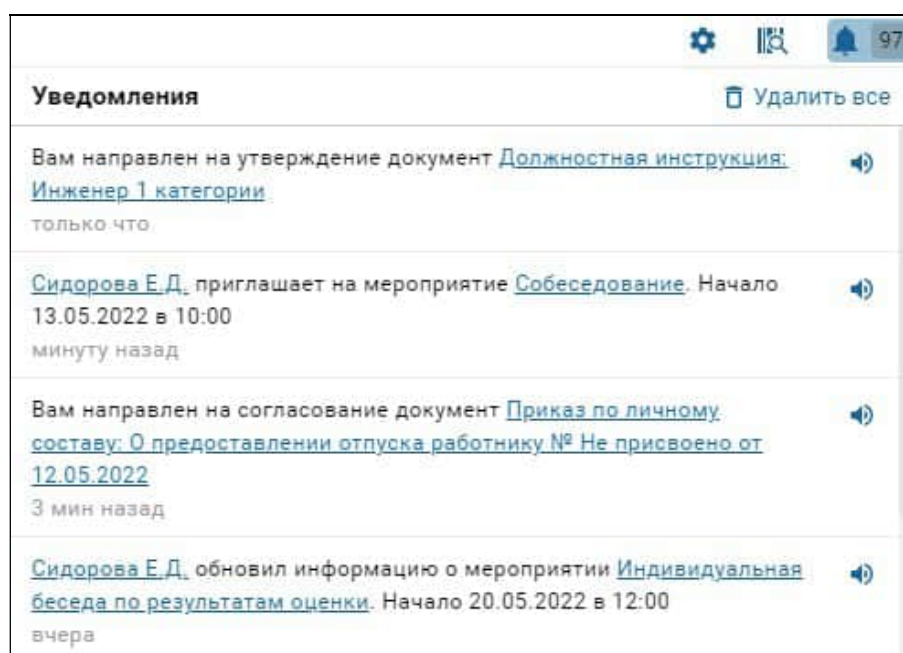 97
Уведомления
Удалить все
Вам направлен на утверждение документ Должностная инструкция:
Инженер 1 категории
только что
Сидорова Е.Д. приглашает на мероприятие Собеседование. Начало
13.05.2022 в 10:00
минуту назад
Вам направлен на согласование документ Приказ по личному
составу: О предоставлении отпуска работнику № Не присвоено от
12.05.2022
3 мин назад
Сидорова Е.Д. обновил информацию о мероприятии Индивидуальная
беседа по результатам оценки. Начало 20.05.2022 в 12:00
вчера